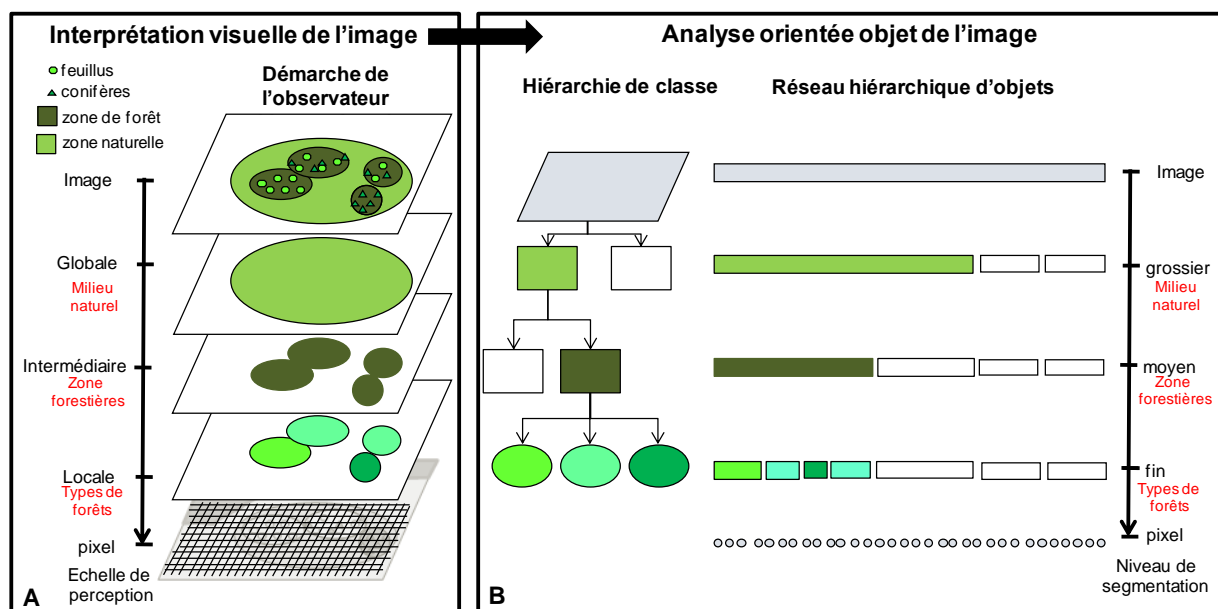 Interprétation visuelle de l'image
feuillus
conifères
zone de forêt
zone naturelle
Démarche de
l'observateur
Image
Globale
Milieu
naturel
Intermédiaire
Zone
forestières
Locale
Types de
forêts
pixel
Echelle de
perception
A
Analyse orientée objet de l'image
Hiérarchie de classe
Réseau hiérarchique d'objets
Image
grossier
Milieu
naturel
moyen
Zone
forestières
fin
Types de
forêts
pixel
Niveau de
segmentation
B